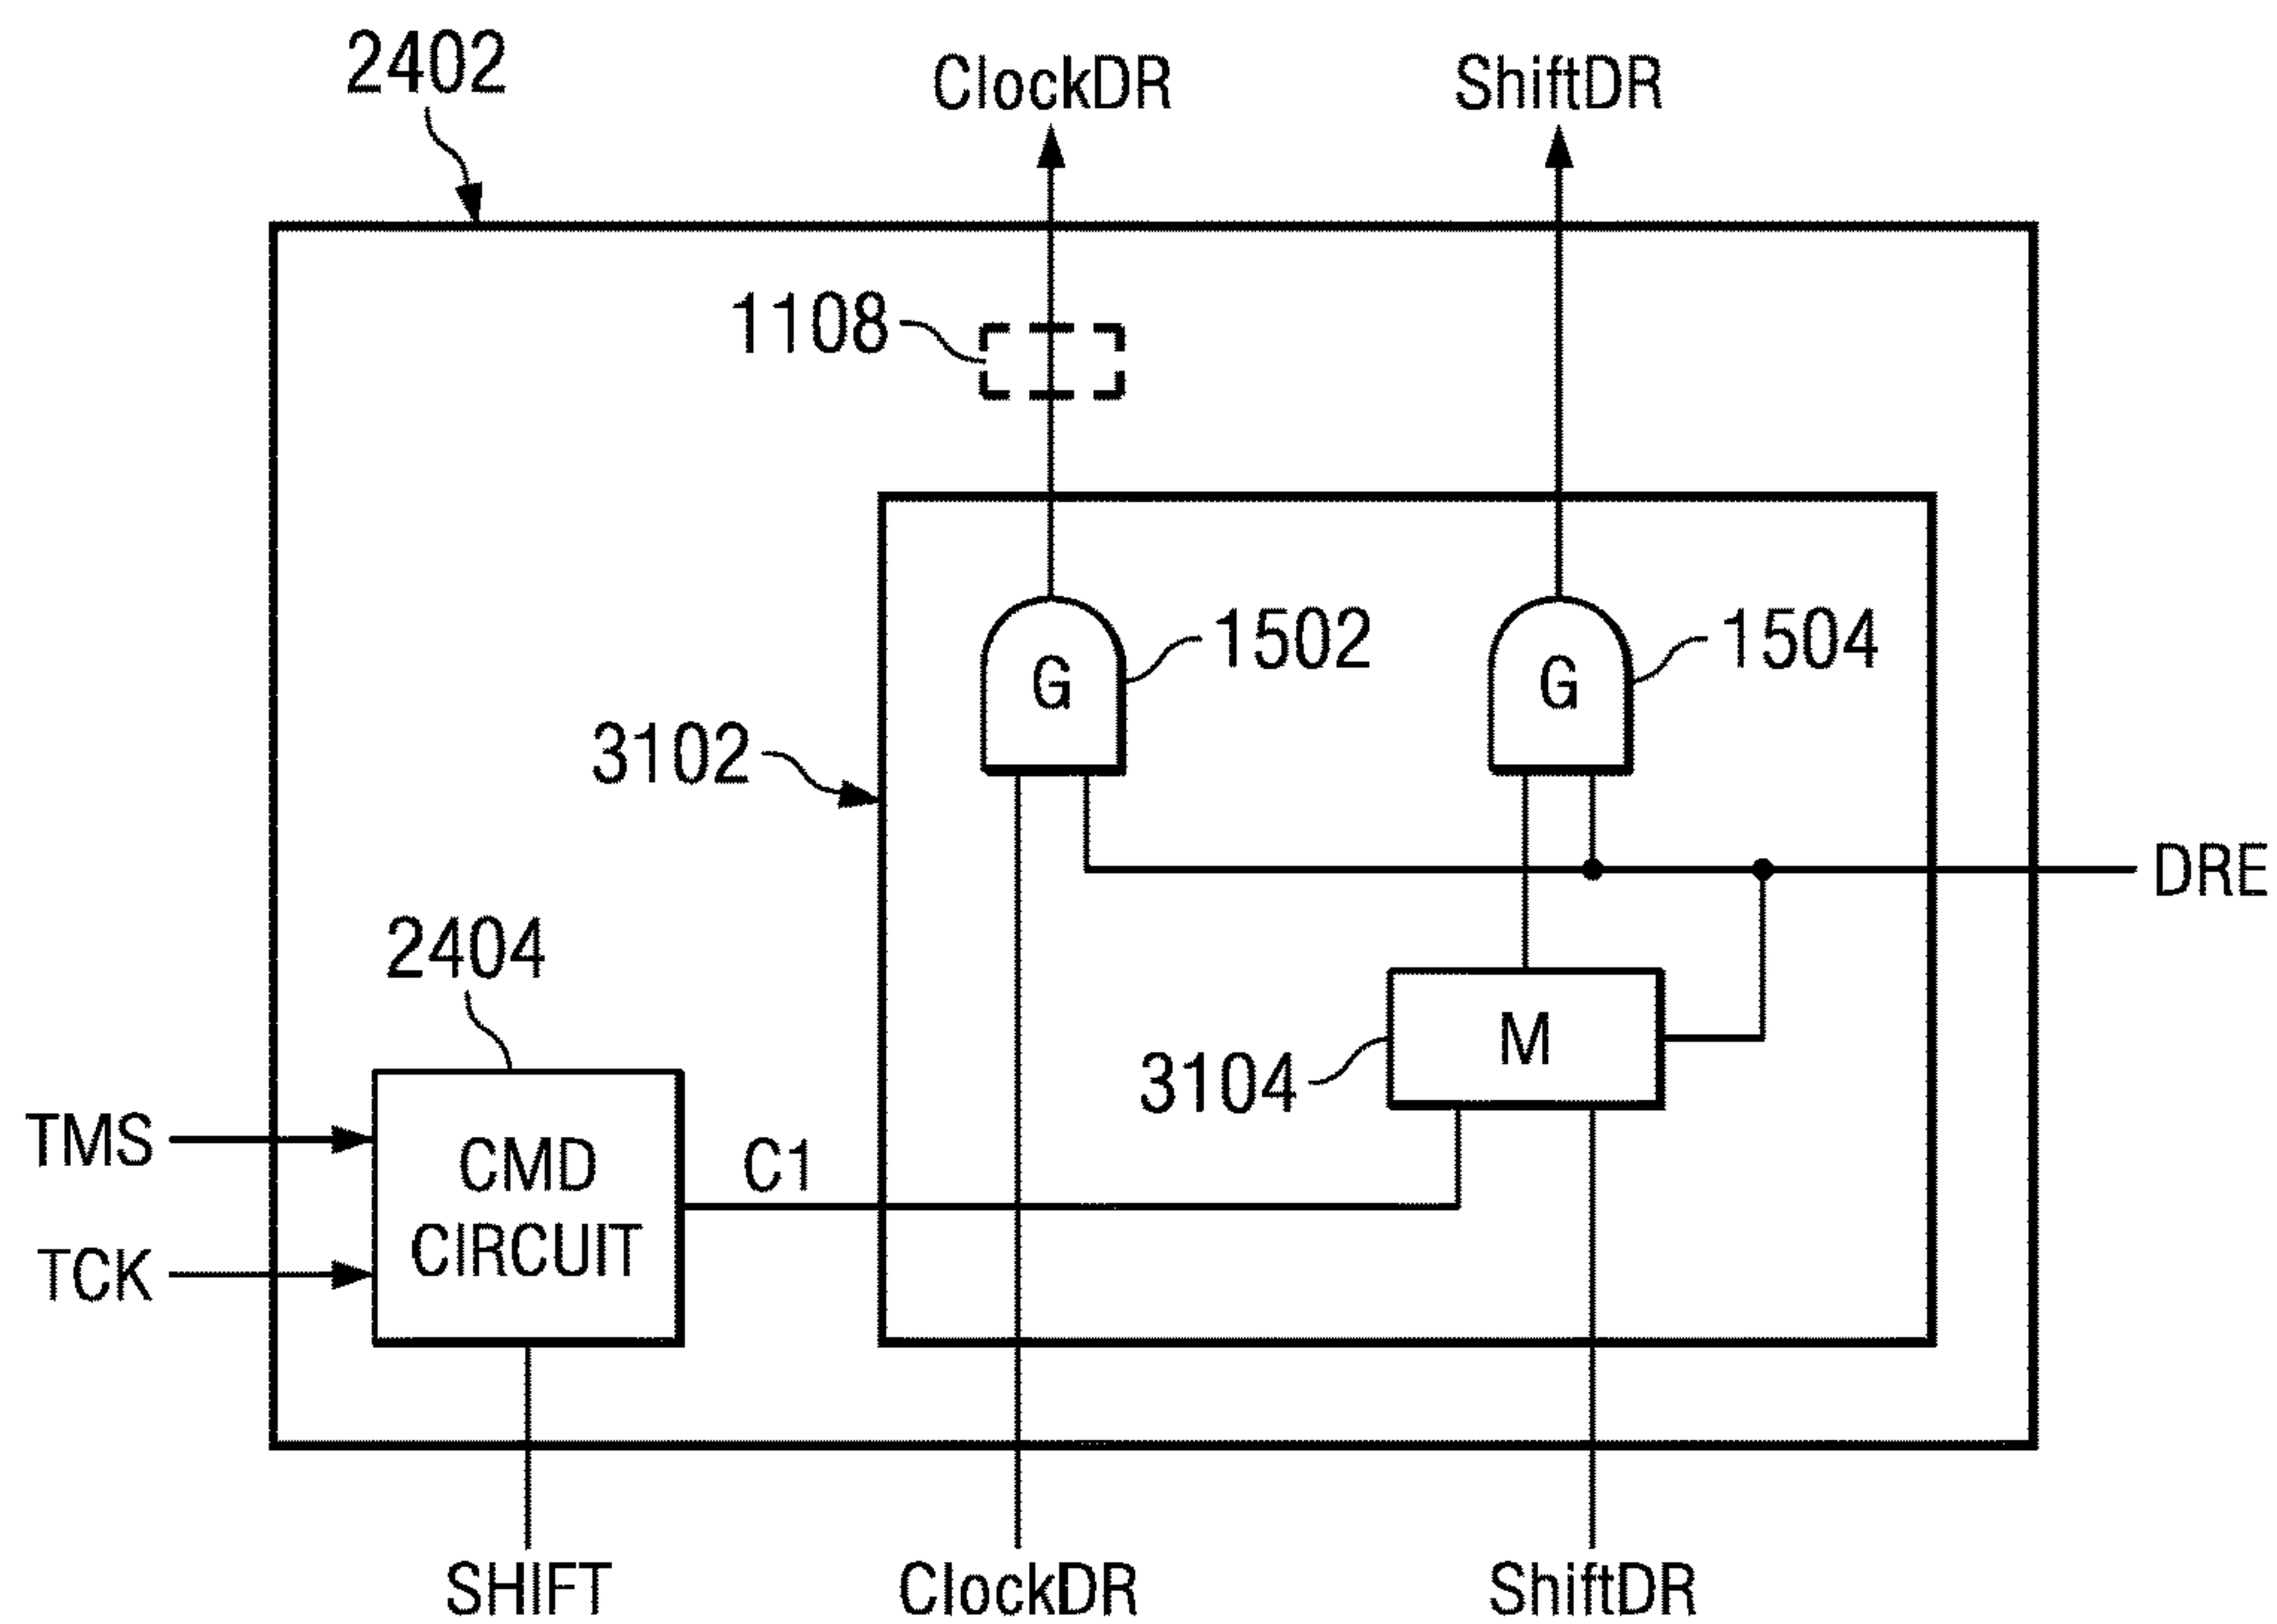 2402
ClockDR
ShiftDR
1108
G
1502
G
1504
3102
DRE
2404
M
3104
TMS
CMD
CIRCUIT
C1
TCK
SHIFT
ClockDR
ShiftDR